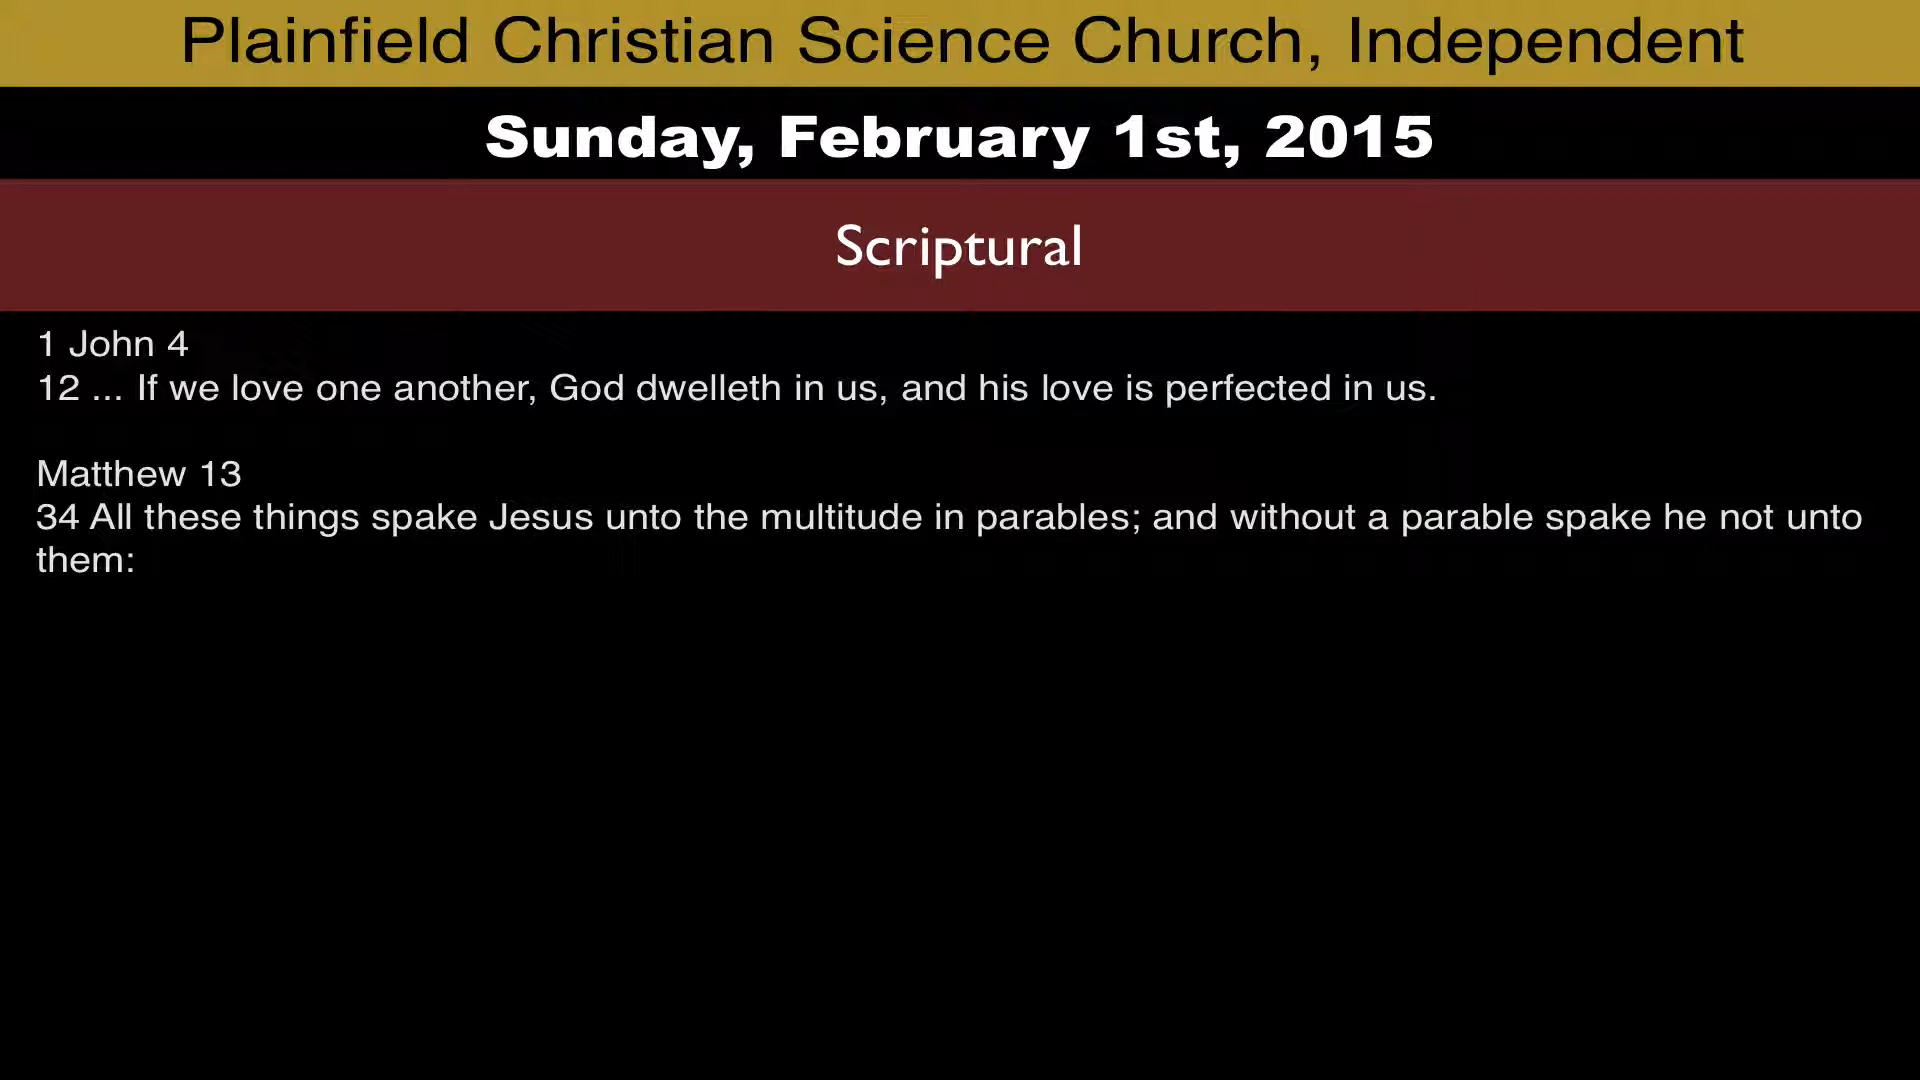 Plainfield Christian Science Church, Independent
Sunday, February 1st, 2015
Scriptural
1 John 4
12 ... If we love one another, God dwelleth in us, and his love is perfected in us.
Matthew 13
34 All these things spake Jesus unto the multitude in parables; and without a parable spake he not unto
them: